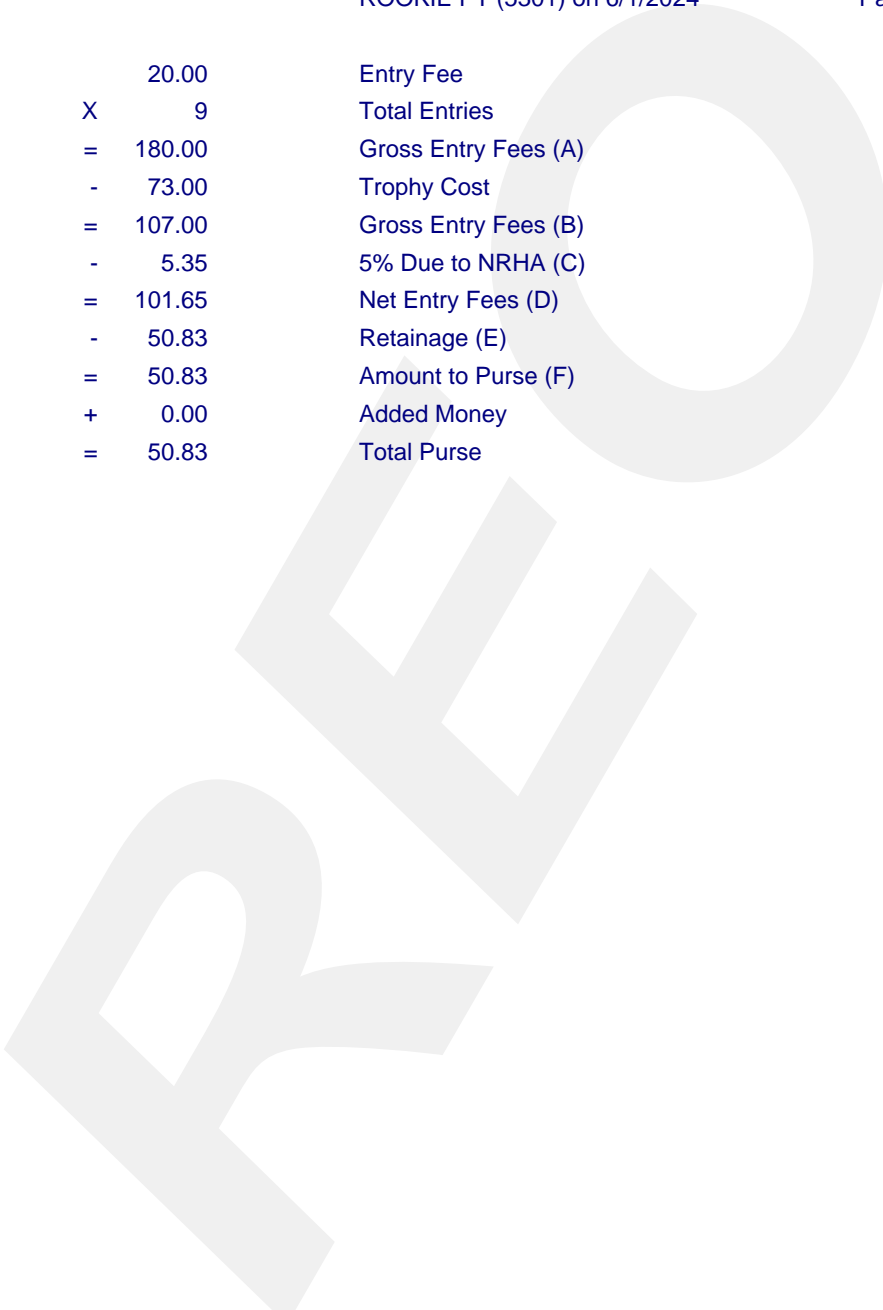 20.00 Entry Fee
X 9 Total Entries
= 180.00 Gross Entry Fees (A)
- 73.00 Trophy Cost
= 107.00 Gross Entry Fees (B)
- 5.35 5% Due to NRHA (C)
= 101.65 Net Entry Fees (D)
- 50.83 Retainage (E)
= 50.83 Amount to Purse (F)
+ 0.00 Added Money
= 50.83 Total Purse
REO